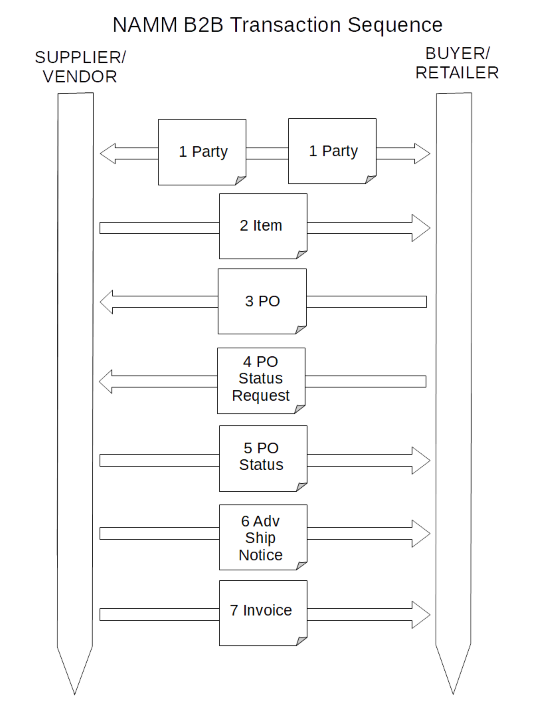 NAMM B2B Transaction Sequence
SUPPLIER/
VENDOR
BUYER/
RETAILER
1 Party
1 Party
2 Item
3 PO
4 PO
Status
Request
5 PO
Status
6 Adv
Ship
Notice
7 Invoice